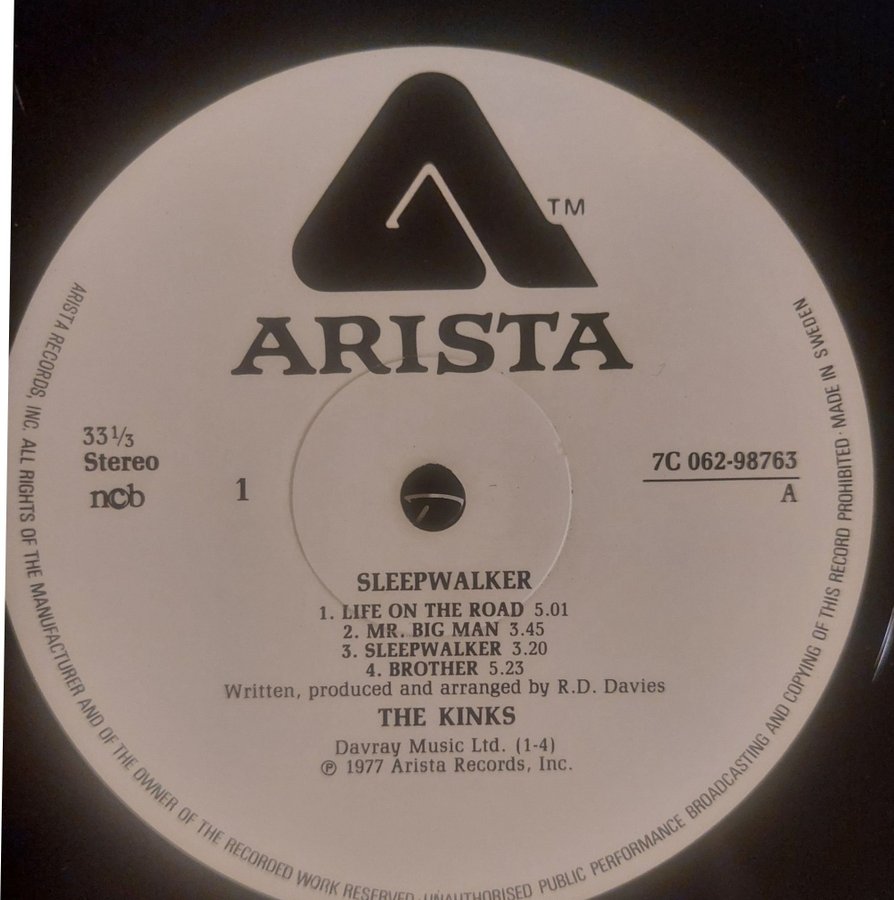 TM
ARISTA
33⅓
Stereo
ncb
1
7C 062-98763
A
SLEEPWALKER
1. LIFE ON THE ROAD 5.01
2. MR. BIG MAN 3.45
3. SLEEPWALKER 3.20
4. BROTHER 5.23
Written, produced and arranged by R.D. Davies
THE KINKS
Davray Music Ltd. (1-4)
℗ 1977 Arista Records, Inc.
ARISTA RECORDS, INC. ALL RIGHTS OF THE MANUFACTURER AND OF THE OWNER OF THE RECORDED WORK RESERVED · UNAUTHORISED PUBLIC PERFORMANCE BROADCASTING AND COPYING OF THIS RECORD PROHIBITED · MADE IN SWEDEN